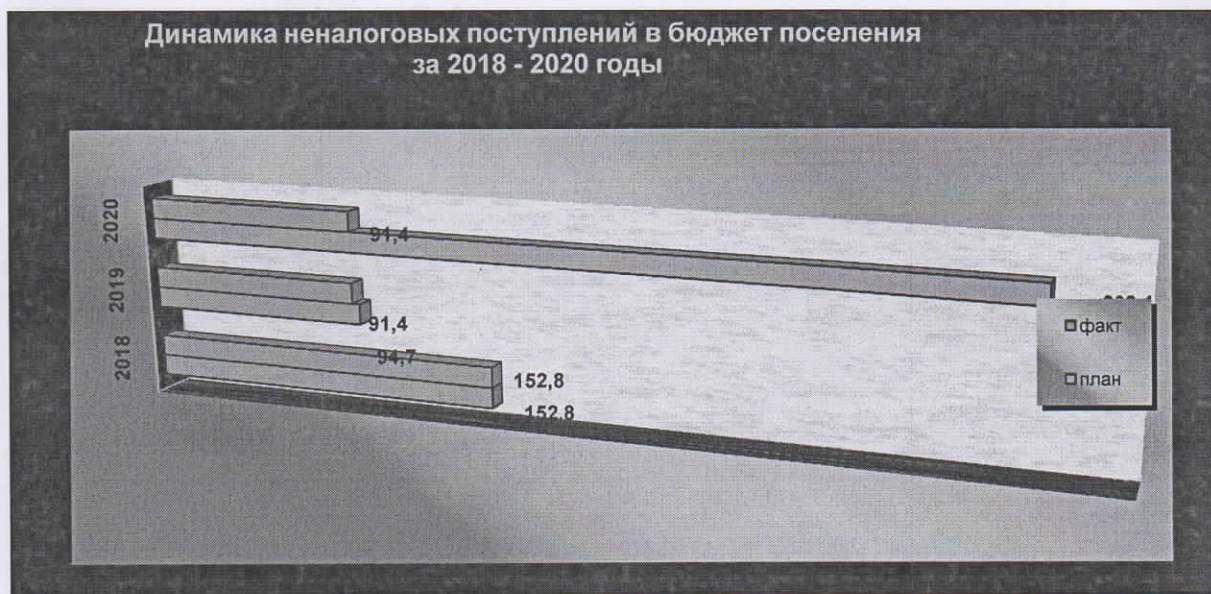 Динамика неналоговых поступлений в бюджет поселения
за 2018 - 2020 годы
2020
91,4
2019
91,4
2018
94,7
152,8
152,8
факт
план